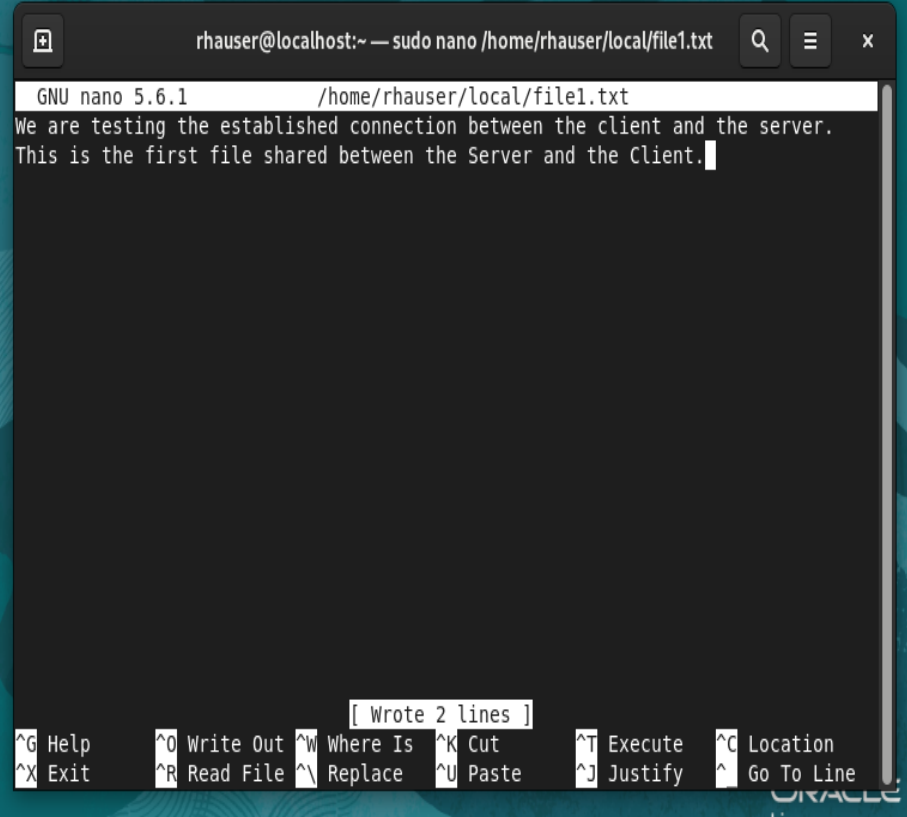 rhauser@localhost:~ — sudo nano /home/rhauser/local/file1.txt
GNU nano 5.6.1 /home/rhauser/local/file1.txt
We are testing the established connection between the client and the server.
This is the first file shared between the Server and the Client.
[ Wrote 2 lines ]
^G Help ^O Write Out ^W Where Is ^K Cut ^T Execute ^C Location
^X Exit ^R Read File ^\ Replace ^U Paste ^J Justify ^_ Go To Line
ORACLE